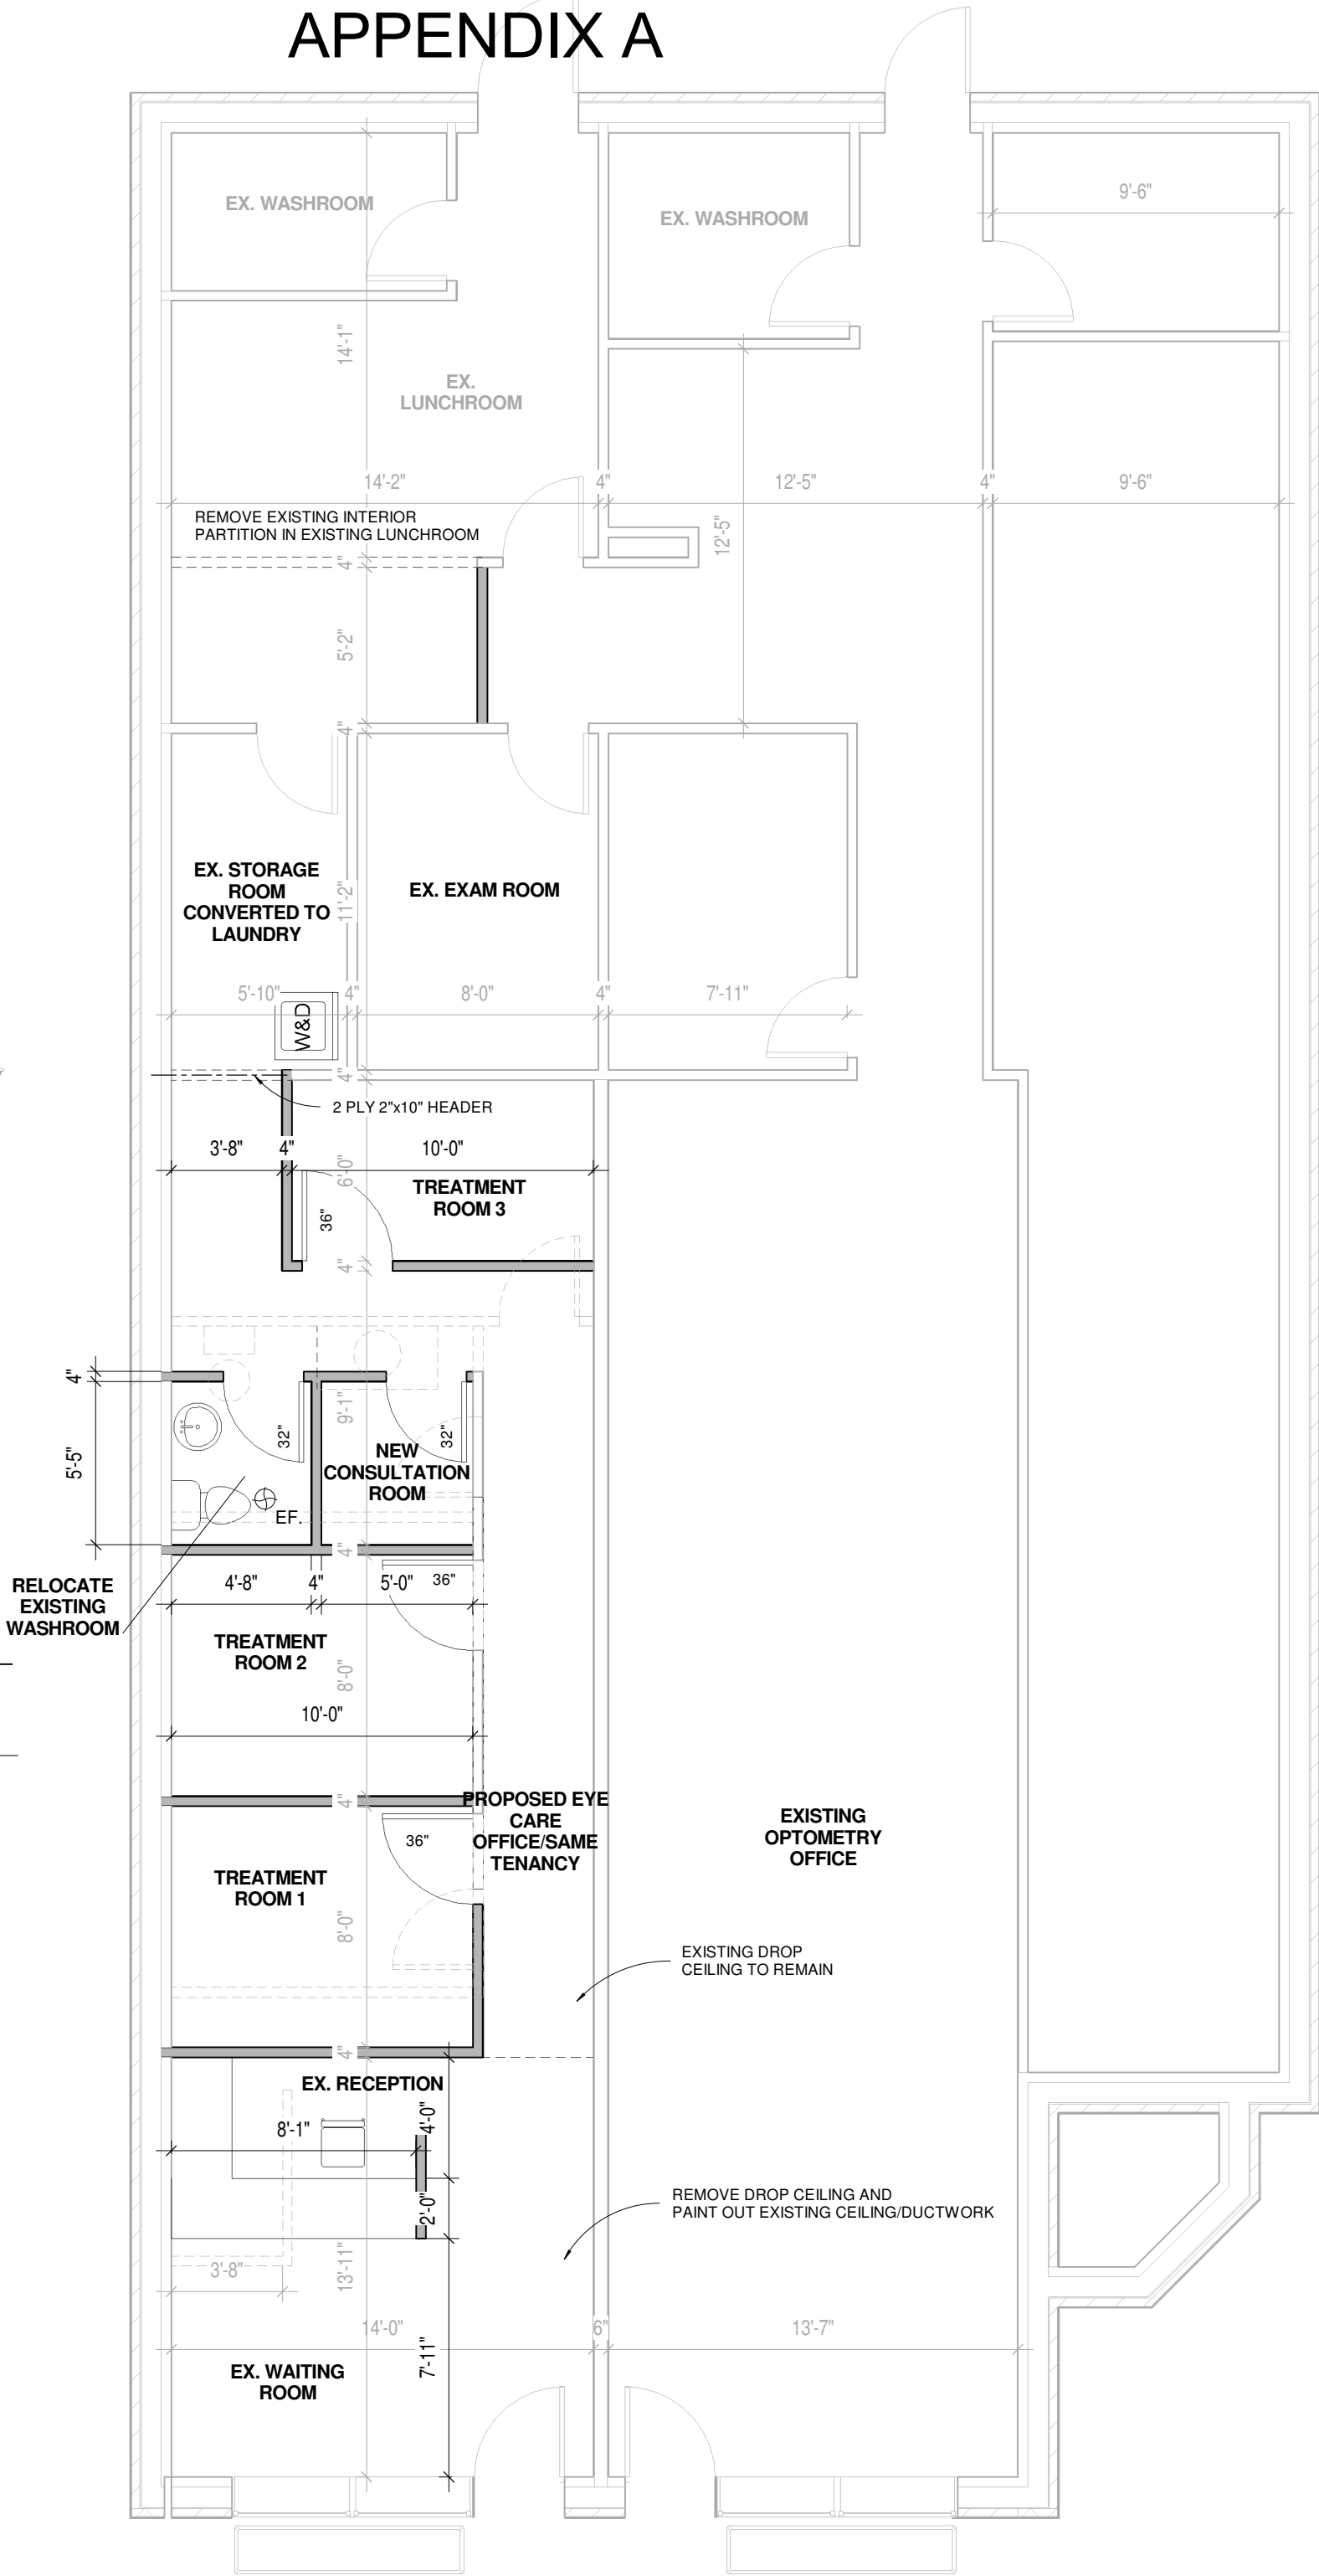 APPENDIX A
EX. WASHROOM
EX. WASHROOM
9'-6"
14'-1"
EX.
LUNCHROOM
14'-2"
4"
12'-5"
4"
9'-6"
REMOVE EXISTING INTERIOR
PARTITION IN EXISTING LUNCHROOM
12'-5"
4"
5'-2"
4"
EX. STORAGE
ROOM
CONVERTED TO
LAUNDRY
11'-2"
EX. EXAM ROOM
5'-10"
4"
8'-0"
4"
7'-11"
W&D
4"
2 PLY 2"x10" HEADER
3'-8"
4"
10'-0"
6'-0"
TREATMENT
ROOM 3
36"
4"
4"
5'-5"
9'-1"
32"
32"
NEW
CONSULTATION
ROOM
EF.
4"
RELOCATE
EXISTING
WASHROOM
4'-8"
4"
5'-0"
36"
TREATMENT
ROOM 2
8'-0"
10'-0"
4"
PROPOSED EYE
CARE
OFFICE/SAME
TENANCY
EXISTING
OPTOMETRY
OFFICE
36"
TREATMENT
ROOM 1
8'-0"
EXISTING DROP
CEILING TO REMAIN
4"
EX. RECEPTION
8'-1"
4'-0"
2'-0"
REMOVE DROP CEILING AND
PAINT OUT EXISTING CEILING/DUCTWORK
3'-8"
13'-11"
14'-0"
6"
13'-7"
7'-11"
EX. WAITING
ROOM